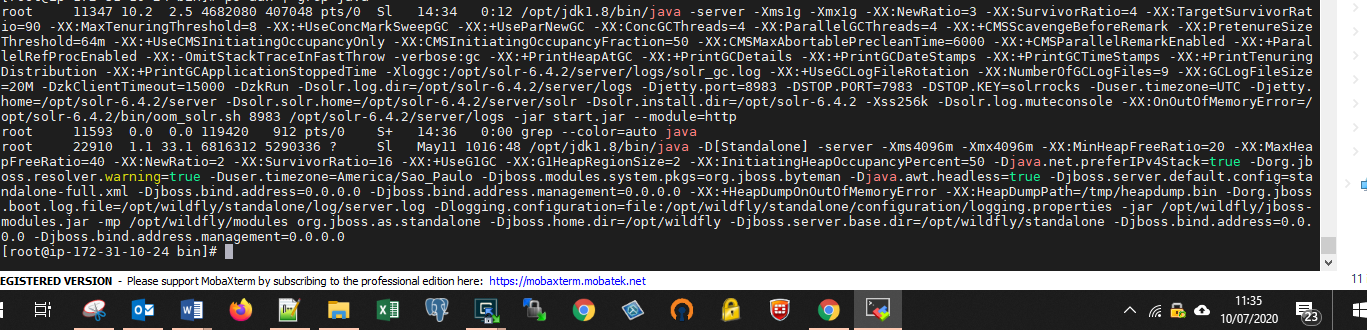 root     11347 10.2  2.5 4682080 407048 pts/0  Sl   14:34   0:12 /opt/jdk1.8/bin/java -server -Xms1g -Xmx1g -XX:NewRatio=3 -XX:SurvivorRatio=4 -XX:TargetSurvivorRat
io=90 -XX:MaxTenuringThreshold=8 -XX:+UseConcMarkSweepGC -XX:+UseParNewGC -XX:ConcGCThreads=4 -XX:ParallelGCThreads=4 -XX:+CMSScavengeBeforeRemark -XX:PretenureSize
Threshold=64m -XX:+UseCMSInitiatingOccupancyOnly -XX:CMSInitiatingOccupancyFraction=50 -XX:CMSMaxAbortablePrecleanTime=6000 -XX:+CMSParallelRemarkEnabled -XX:+Paral
lelRefProcEnabled -XX:-OmitStackTraceInFastThrow -verbose:gc -XX:+PrintHeapAtGC -XX:+PrintGCDetails -XX:+PrintGCDateStamps -XX:+PrintGCTimeStamps -XX:+PrintTenuring
Distribution -XX:+PrintGCApplicationStoppedTime -Xloggc:/opt/solr-6.4.2/server/logs/solr_gc.log -XX:+UseGCLogFileRotation -XX:NumberOfGCLogFiles=9 -XX:GCLogFileSize
=20M -DzkClientTimeout=15000 -DzkRun -Dsolr.log.dir=/opt/solr-6.4.2/server/logs -Djetty.port=8983 -DSTOP.PORT=7983 -DSTOP.KEY=solrrocks -Duser.timezone=UTC -Djetty.
home=/opt/solr-6.4.2/server -Dsolr.solr.home=/opt/solr-6.4.2/server/solr -Dsolr.install.dir=/opt/solr-6.4.2 -Xss256k -Dsolr.log.muteconsole -XX:OnOutOfMemoryError=/
opt/solr-6.4.2/bin/oom_solr.sh 8983 /opt/solr-6.4.2/server/logs -jar start.jar --module=http
root     11593  0.0  0.0 119420   912 pts/0    S+   14:36   0:00 grep --color=auto java
root     22910  1.1 33.1 6816312 5290336 ?     Sl   May11 1016:48 /opt/jdk1.8/bin/java -D[Standalone] -server -Xms4096m -Xmx4096m -XX:MinHeapFreeRatio=20 -XX:MaxHea
pFreeRatio=40 -XX:NewRatio=2 -XX:SurvivorRatio=16 -XX:+UseG1GC -XX:G1HeapRegionSize=2 -XX:InitiatingHeapOccupancyPercent=50 -Djava.net.preferIPv4Stack=true -Dorg.jb
oss.resolver.warning=true -Duser.timezone=America/Sao_Paulo -Djboss.modules.system.pkgs=org.jboss.byteman -Djava.awt.headless=true -Djboss.server.default.config=sta
ndalone-full.xml -Djboss.bind.address=0.0.0.0 -Djboss.bind.address.management=0.0.0.0 -XX:+HeapDumpOnOutOfMemoryError -XX:HeapDumpPath=/tmp/heapdump.bin -Dorg.jboss
.boot.log.file=/opt/wildfly/standalone/log/server.log -Dlogging.configuration=file:/opt/wildfly/standalone/configuration/logging.properties -jar /opt/wildfly/jboss-
modules.jar -mp /opt/wildfly/modules org.jboss.as.standalone -Djboss.home.dir=/opt/wildfly -Djboss.server.base.dir=/opt/wildfly/standalone -Djboss.bind.address=0.0.
0.0 -Djboss.bind.address.management=0.0.0.0
[root@ip-172-31-10-24 bin]#
EGISTERED VERSION - Please support MobaXterm by subscribing to the professional edition here: https://mobaxterm.mobatek.net
11
11:35
10/07/2020
23